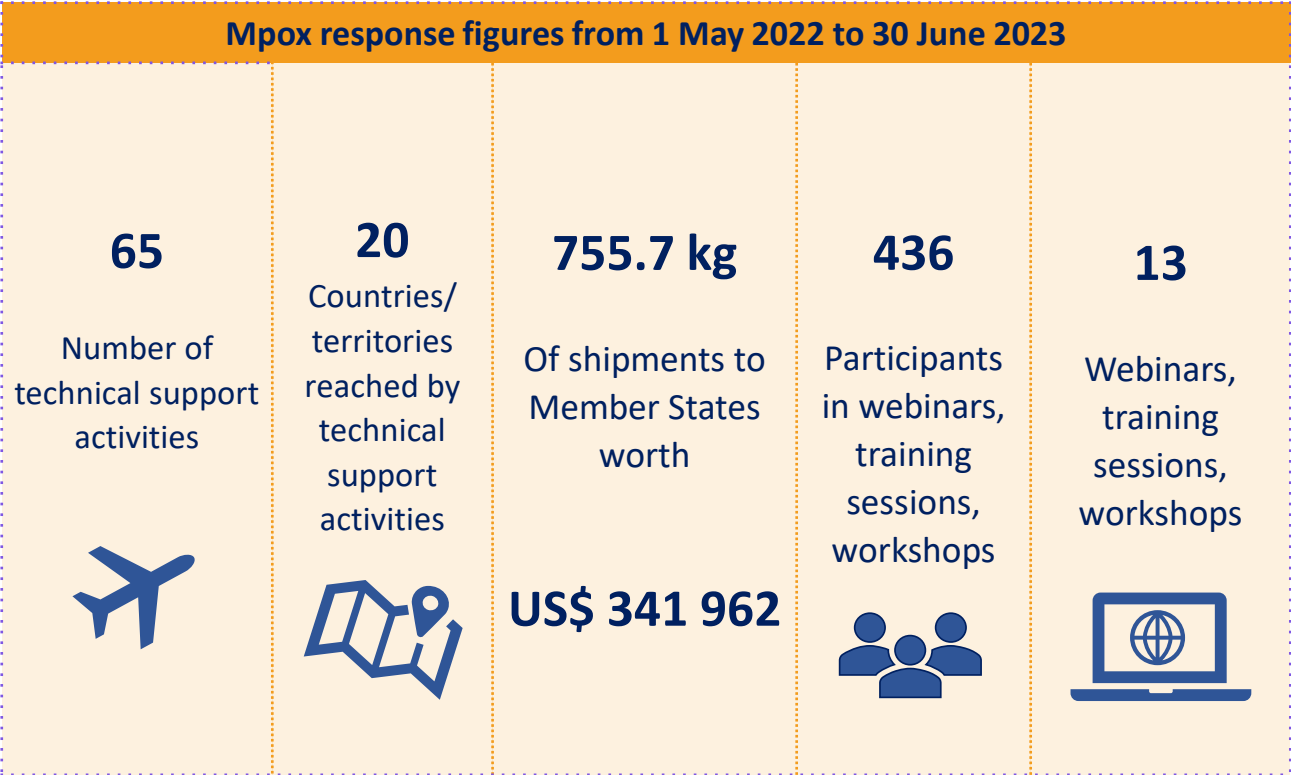 Mpox response figures from 1 May 2022 to 30 June 2023
65
Number of
technical support
activities
20
Countries/
territories
reached by
technical
support
activities
755.7 kg
Of shipments to
Member States
worth
US$ 341 962
436
Participants
in webinars,
training
sessions,
workshops
13
Webinars,
training
sessions,
workshops